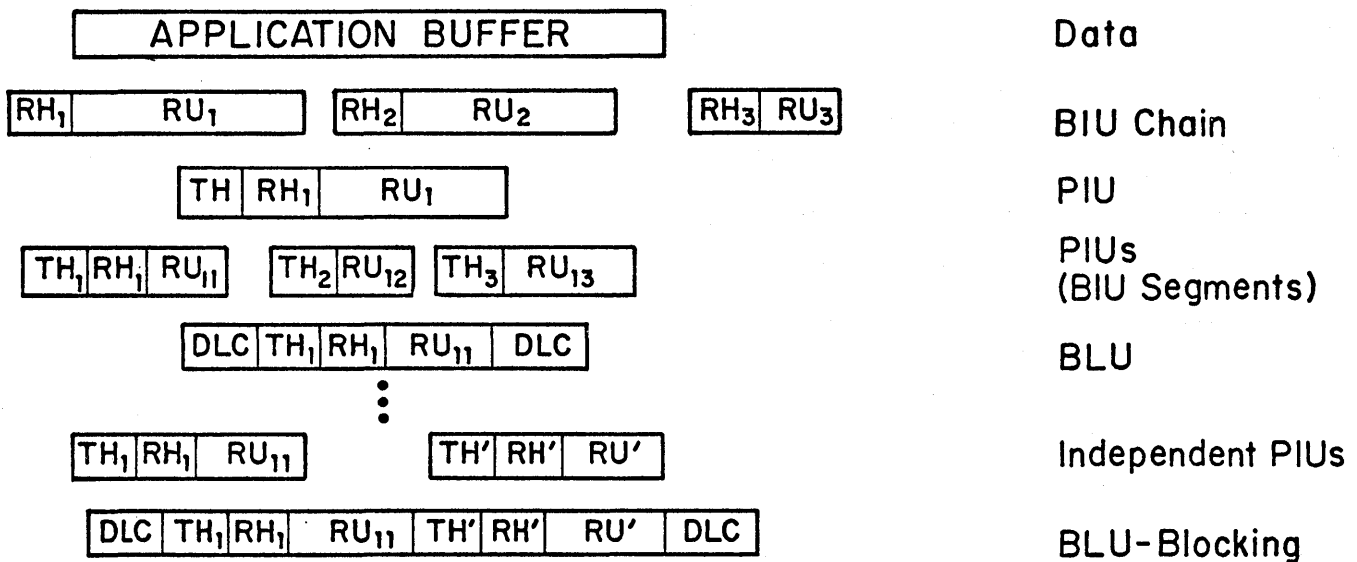 APPLICATION BUFFER Data
RH₁ RU₁ RH₂ RU₂ RH₃ RU₃ BIU Chain
TH RH₁ RU₁ PIU
TH₁ RH₁ RU₁₁ TH₂ RU₁₂ TH₃ RU₁₃ PIUs
(BIU Segments)
DLC TH₁ RH₁ RU₁₁ DLC BLU
TH₁ RH₁ RU₁₁ TH' RH' RU' Independent PIUs
DLC TH₁ RH₁ RU₁₁ TH' RH' RU' DLC BLU-Blocking